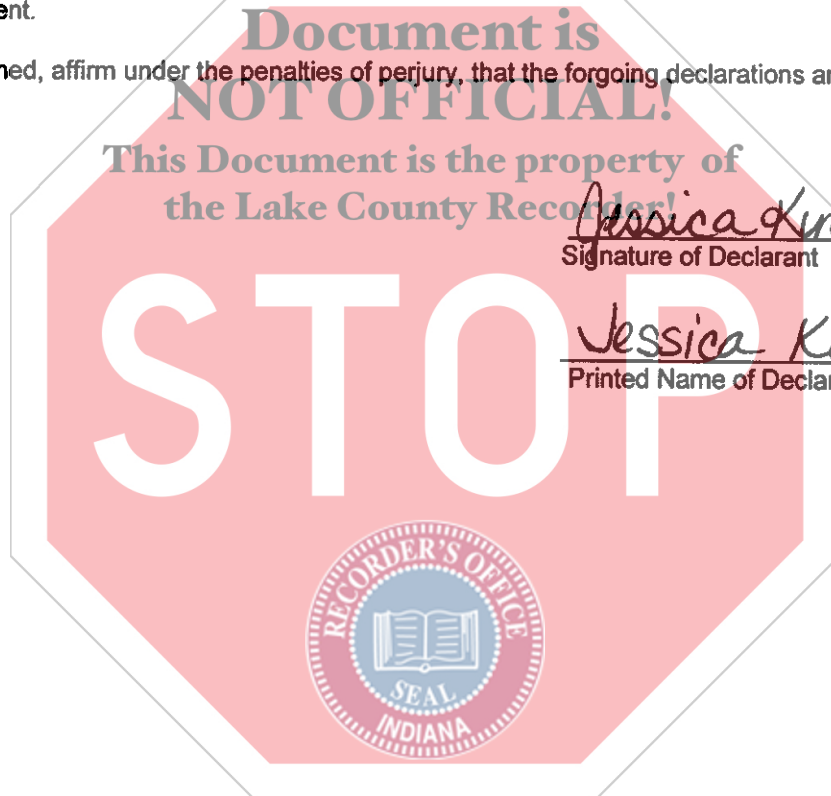 ent.
Document is
ned, affirm under the penalties of perjury, that the forgoing declarations ar
NOT OFFICIAL!
This Document is the property of
the Lake County Recorder!
Jessica
Signature of Declarant
Jessica K
Printed Name of Declar
STOP
RECORDER'S OFFICE
SEAL
INDIANA